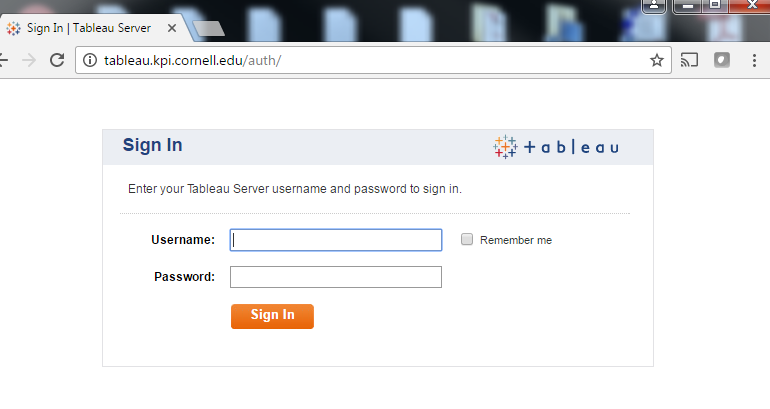 Sign In | Tableau Server
tableau.kpi.cornell.edu/auth/
Sign In
+ a b l e a u
Enter your Tableau Server username and password to sign in.
Username:
Remember me
Password:
Sign In